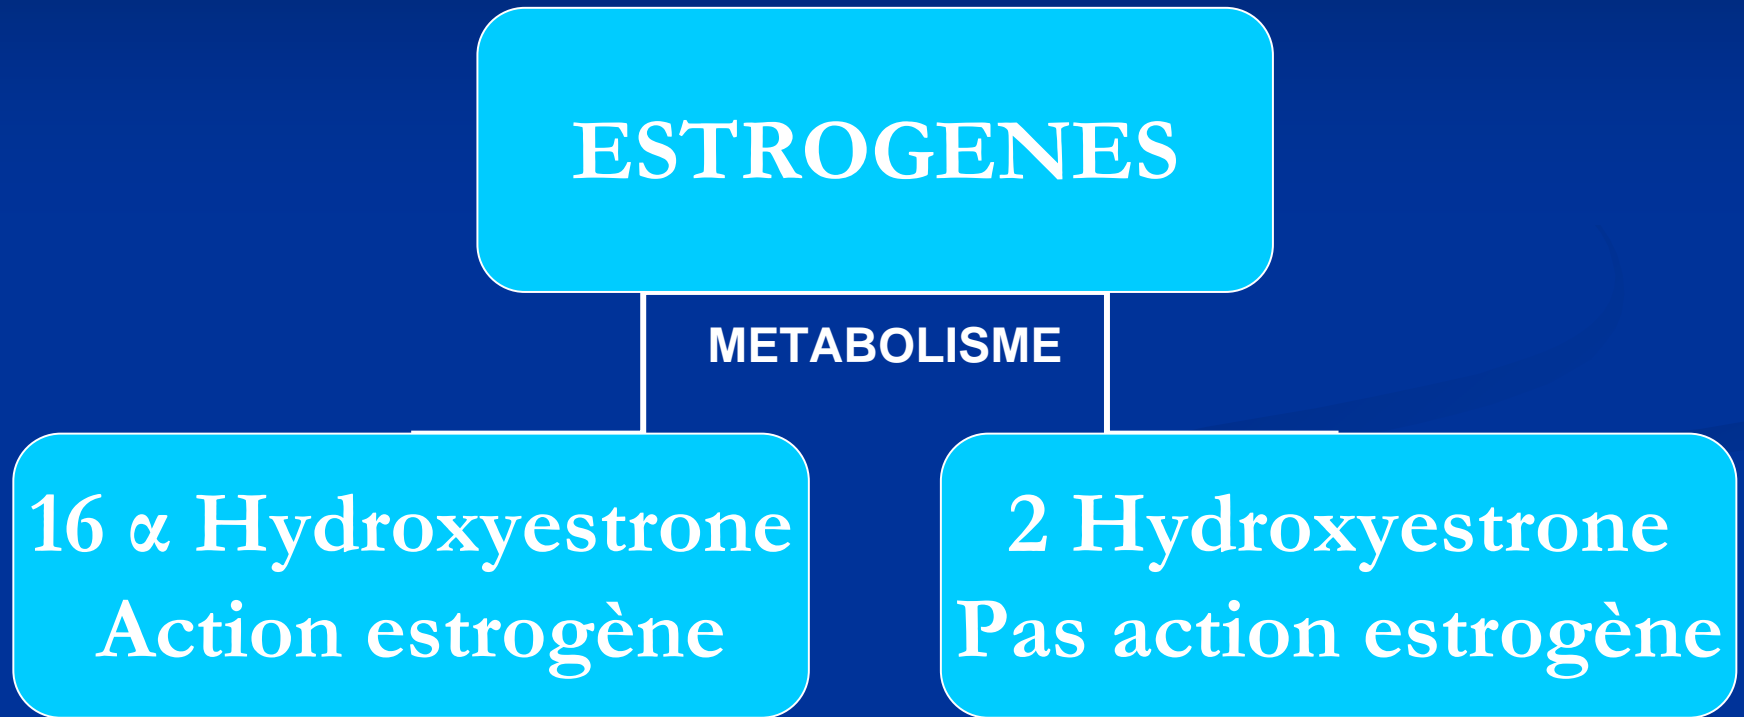 ESTROGENES
METABOLISME
16 α Hydroxyestrone
Action estrogène
2 Hydroxyestrone
Pas action estrogène